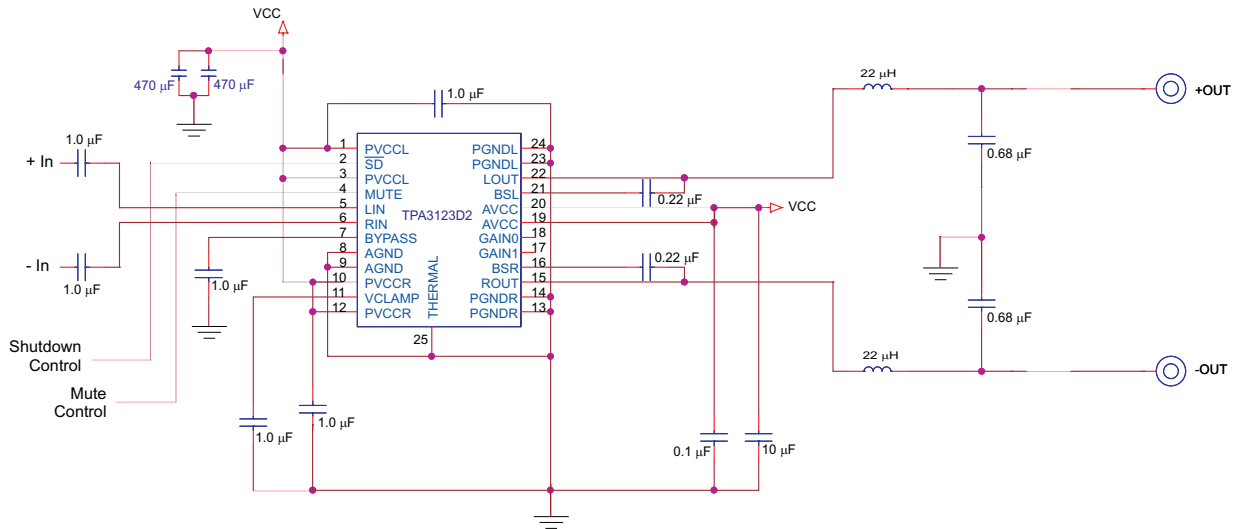 VCC
470 µF
470 µF
1.0 µF
1.0 µF
+ In
- In
1.0 µF
1.0 µF
Shutdown
Control
Mute
Control
1.0 µF
1.0 µF
1 PVCCL
2 SD
3 PVCCL
4 MUTE
5 LIN
6 RIN
7 BYPASS
8 AGND
9 AGND
10 PVCCR
11 VCLAMP
12 PVCCR
TPA3123D2
THERMAL
25
PGNDL 24
PGNDL 23
LOUT 22
BSL 21
AVCC 20
AVCC 19
GAIN0 18
GAIN1 17
BSR 16
ROUT 15
PGNDR 14
PGNDR 13
0.22 µF
VCC
0.22 µF
0.1 µF
10 µF
22 µH
+OUT
0.68 µF
0.68 µF
22 µH
-OUT